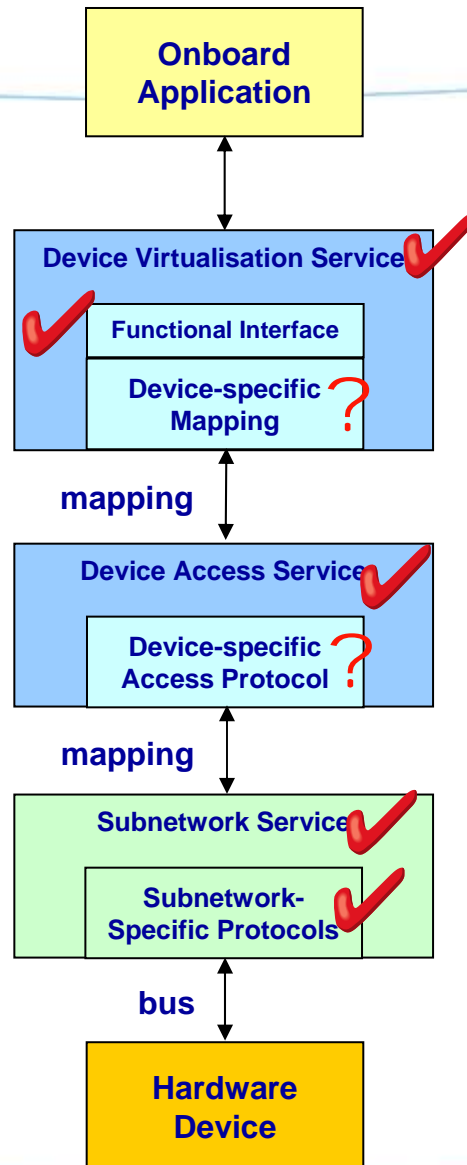 Onboard
Application
Device Virtualisation Service
Functional Interface
Device-specific
Mapping
?
mapping
Device Access Service
Device-specific
Access Protocol
?
mapping
Subnetwork Service
Subnetwork-
Specific Protocols
bus
Hardware
Device